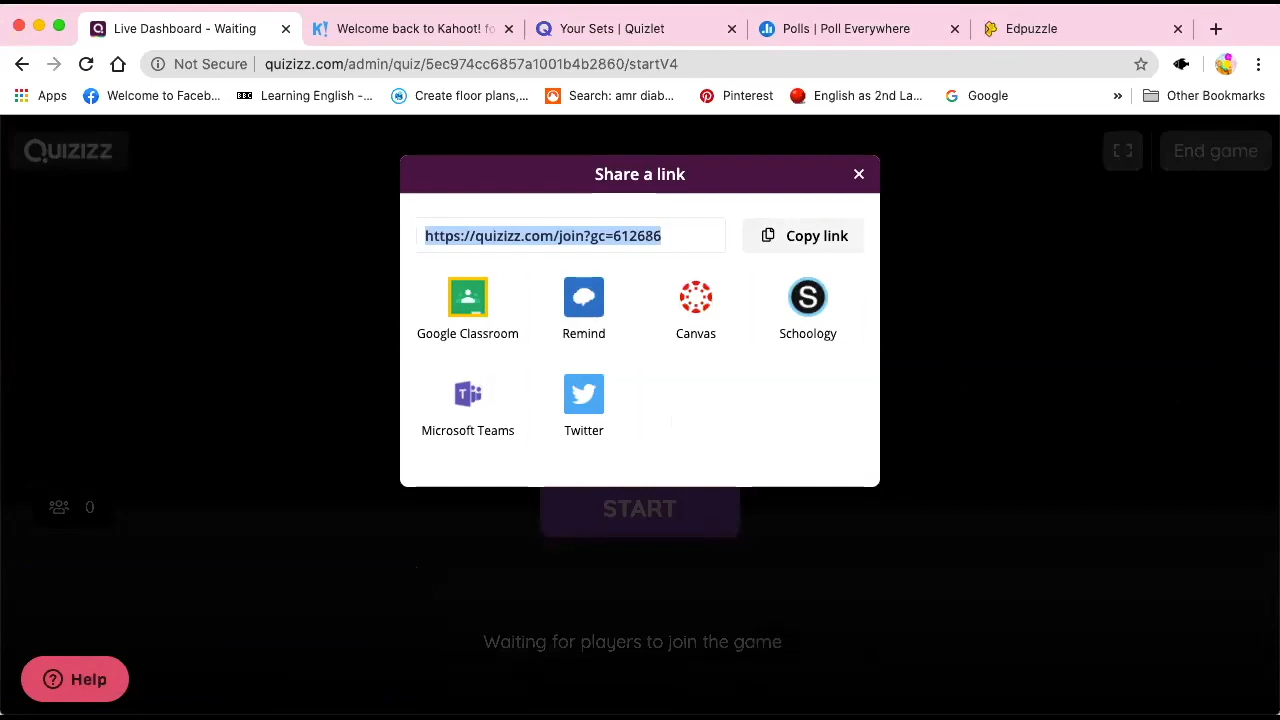 Live Dashboard - Waiting
Welcome back to Kahoot! fo
Your Sets | Quizlet
Polls | Poll Everywhere
Edpuzzle
Not Secure
quizizz.com/admin/quiz/5ec974cc6857a1001b4b2860/startV4
Apps
Welcome to Faceb...
BBC
Learning English -...
Create floor plans,...
Search: amr diab...
Pinterest
English as 2nd La...
Google
»
Other Bookmarks
Quizizz
End game
Share a link
https://quizizz.com/join?gc=612686
Copy link
Google Classroom
Remind
Canvas
S
Schoology
T
Microsoft Teams
Twitter
0
START
Waiting for players to join the game
Help